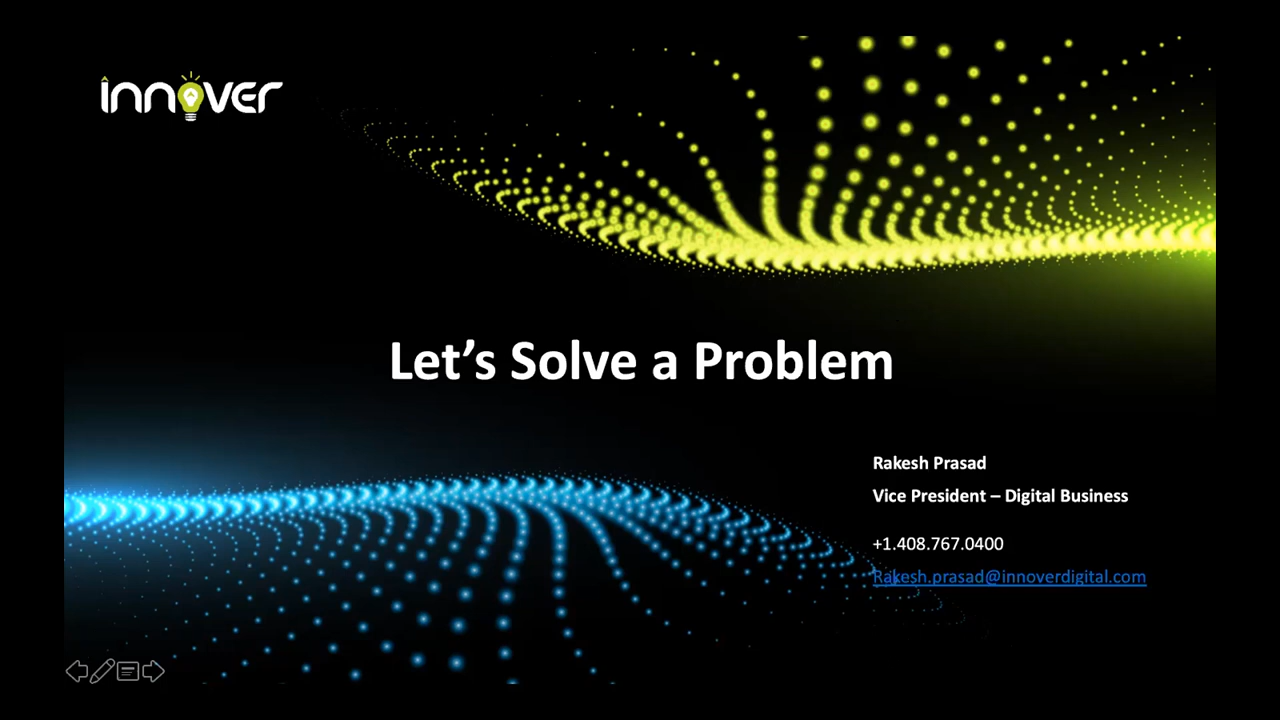 innover
Let’s Solve a Problem
Rakesh Prasad
Vice President – Digital Business
+1.408.767.0400
Rakesh.prasad@innoverdigital.com